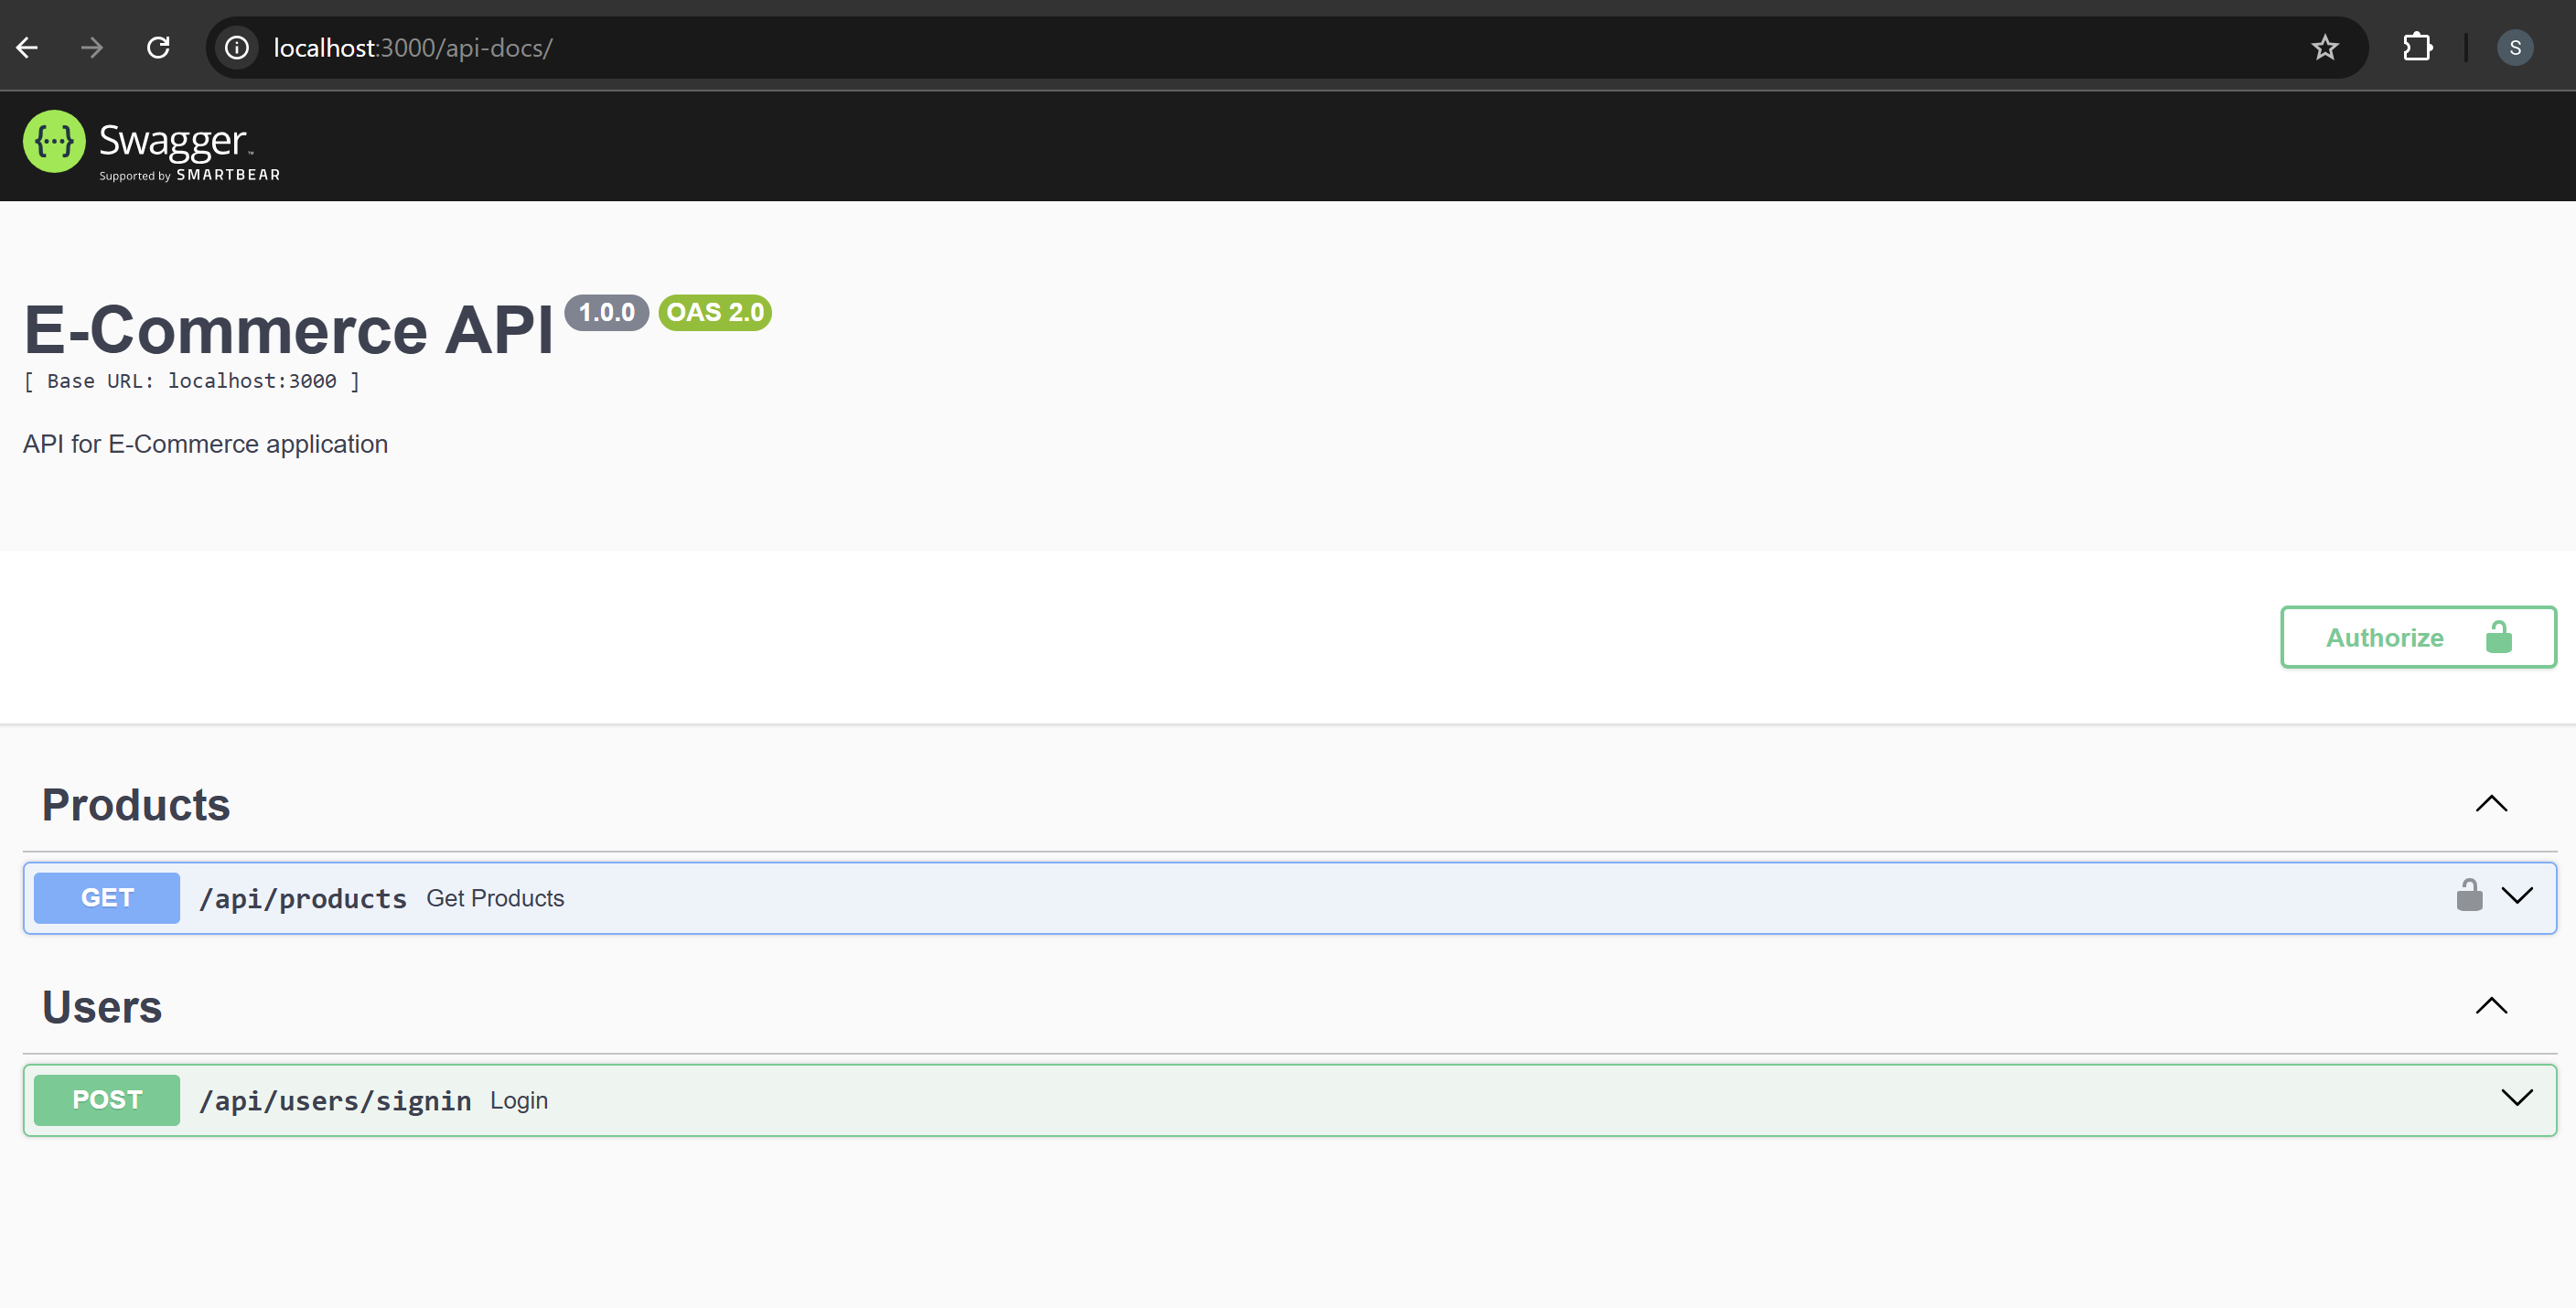 localhost:3000/api-docs/
S
{···} Swagger™
Supported by SMARTBEAR
E-Commerce API 1.0.0 OAS 2.0
[ Base URL: localhost:3000 ]
API for E-Commerce application
Authorize
Products
GET /api/products Get Products
Users
POST /api/users/signin Login